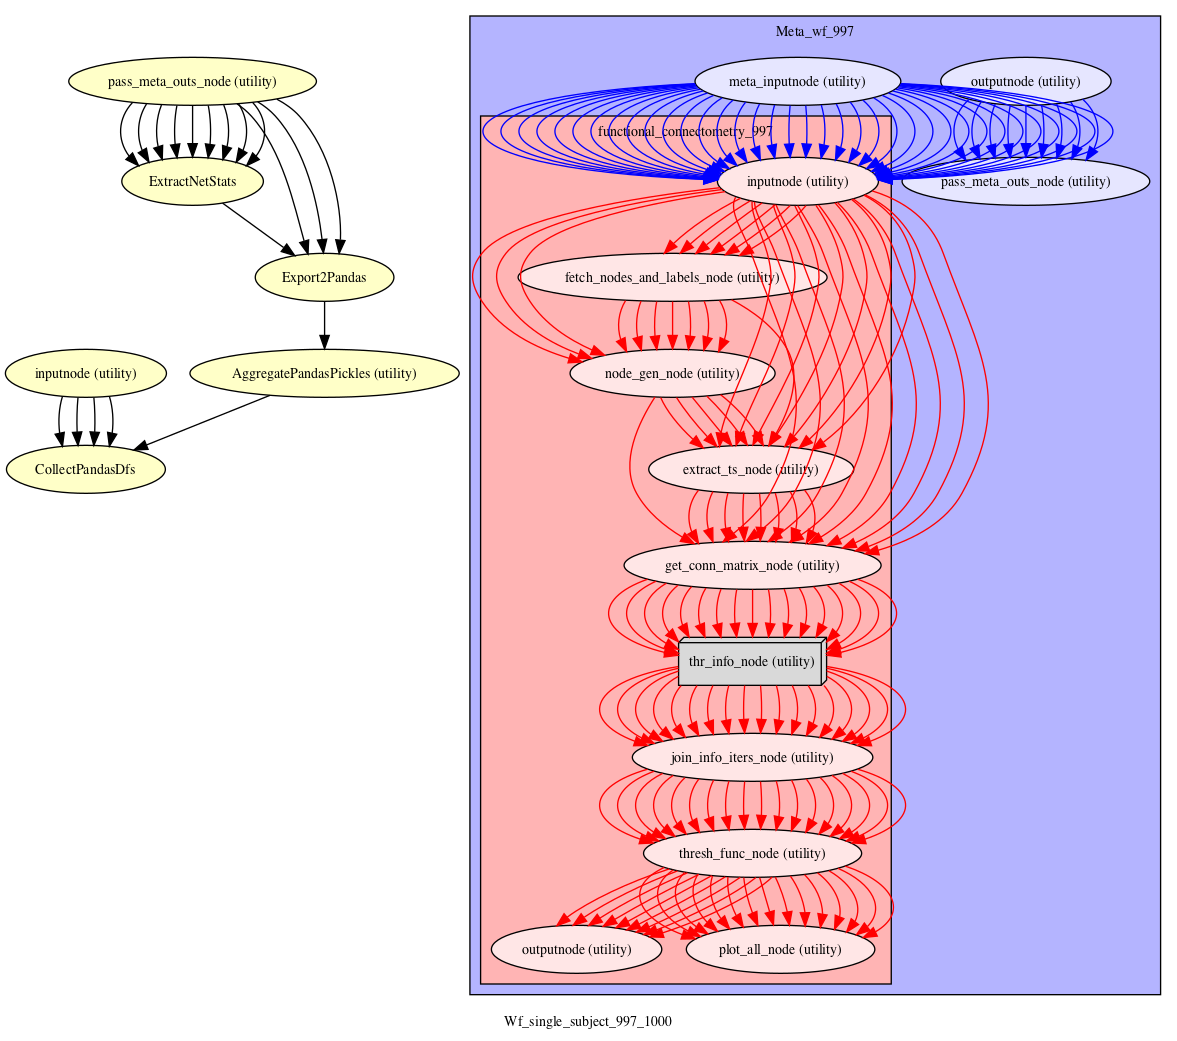 Meta_wf_997
pass_meta_outs_node (utility)
meta_inputnode (utility)
outputnode (utility)
functional_connectometry_997
ExtractNetStats
inputnode (utility)
pass_meta_outs_node (utility)
Export2Pandas
fetch_nodes_and_labels_node (utility)
inputnode (utility)
AggregatePandasPickles (utility)
node_gen_node (utility)
CollectPandasDfs
extract_ts_node (utility)
get_conn_matrix_node (utility)
thr_info_node (utility)
join_info_iters_node (utility)
thresh_func_node (utility)
outputnode (utility)
plot_all_node (utility)
Wf_single_subject_997_1000